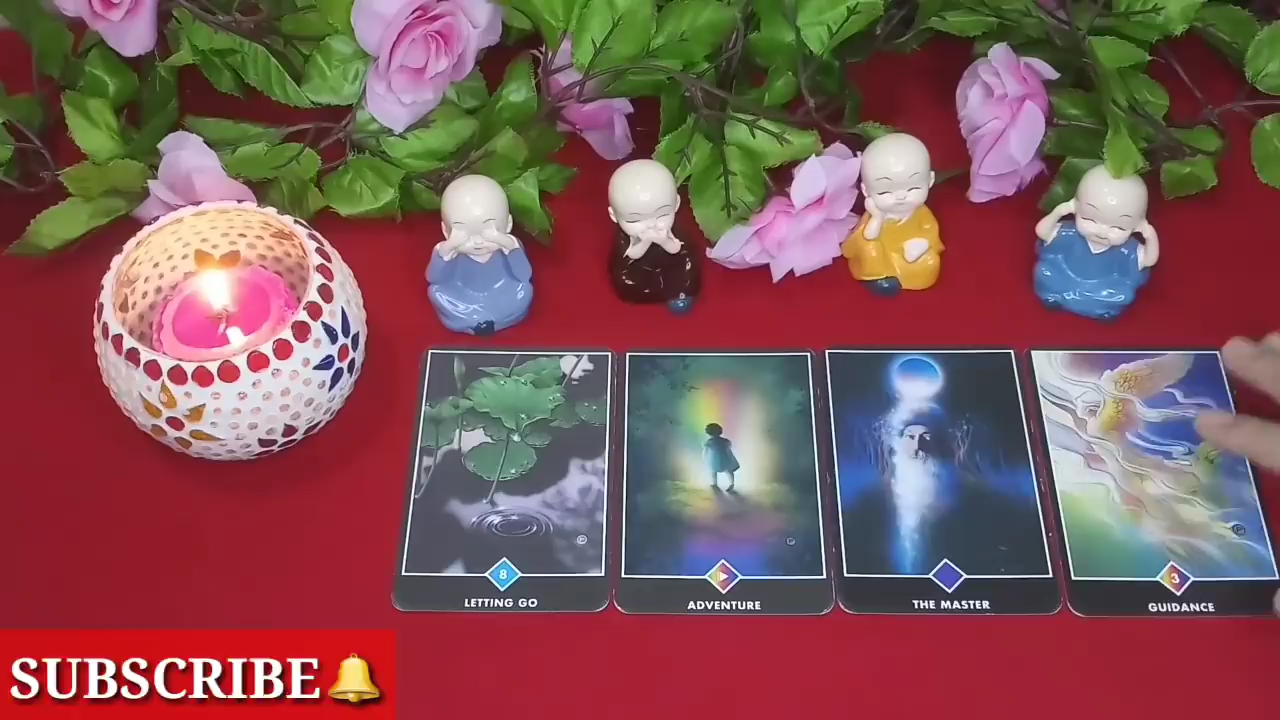 8
LETTING GO
ADVENTURE
THE MASTER
3
GUIDANCE
SUBSCRIBE